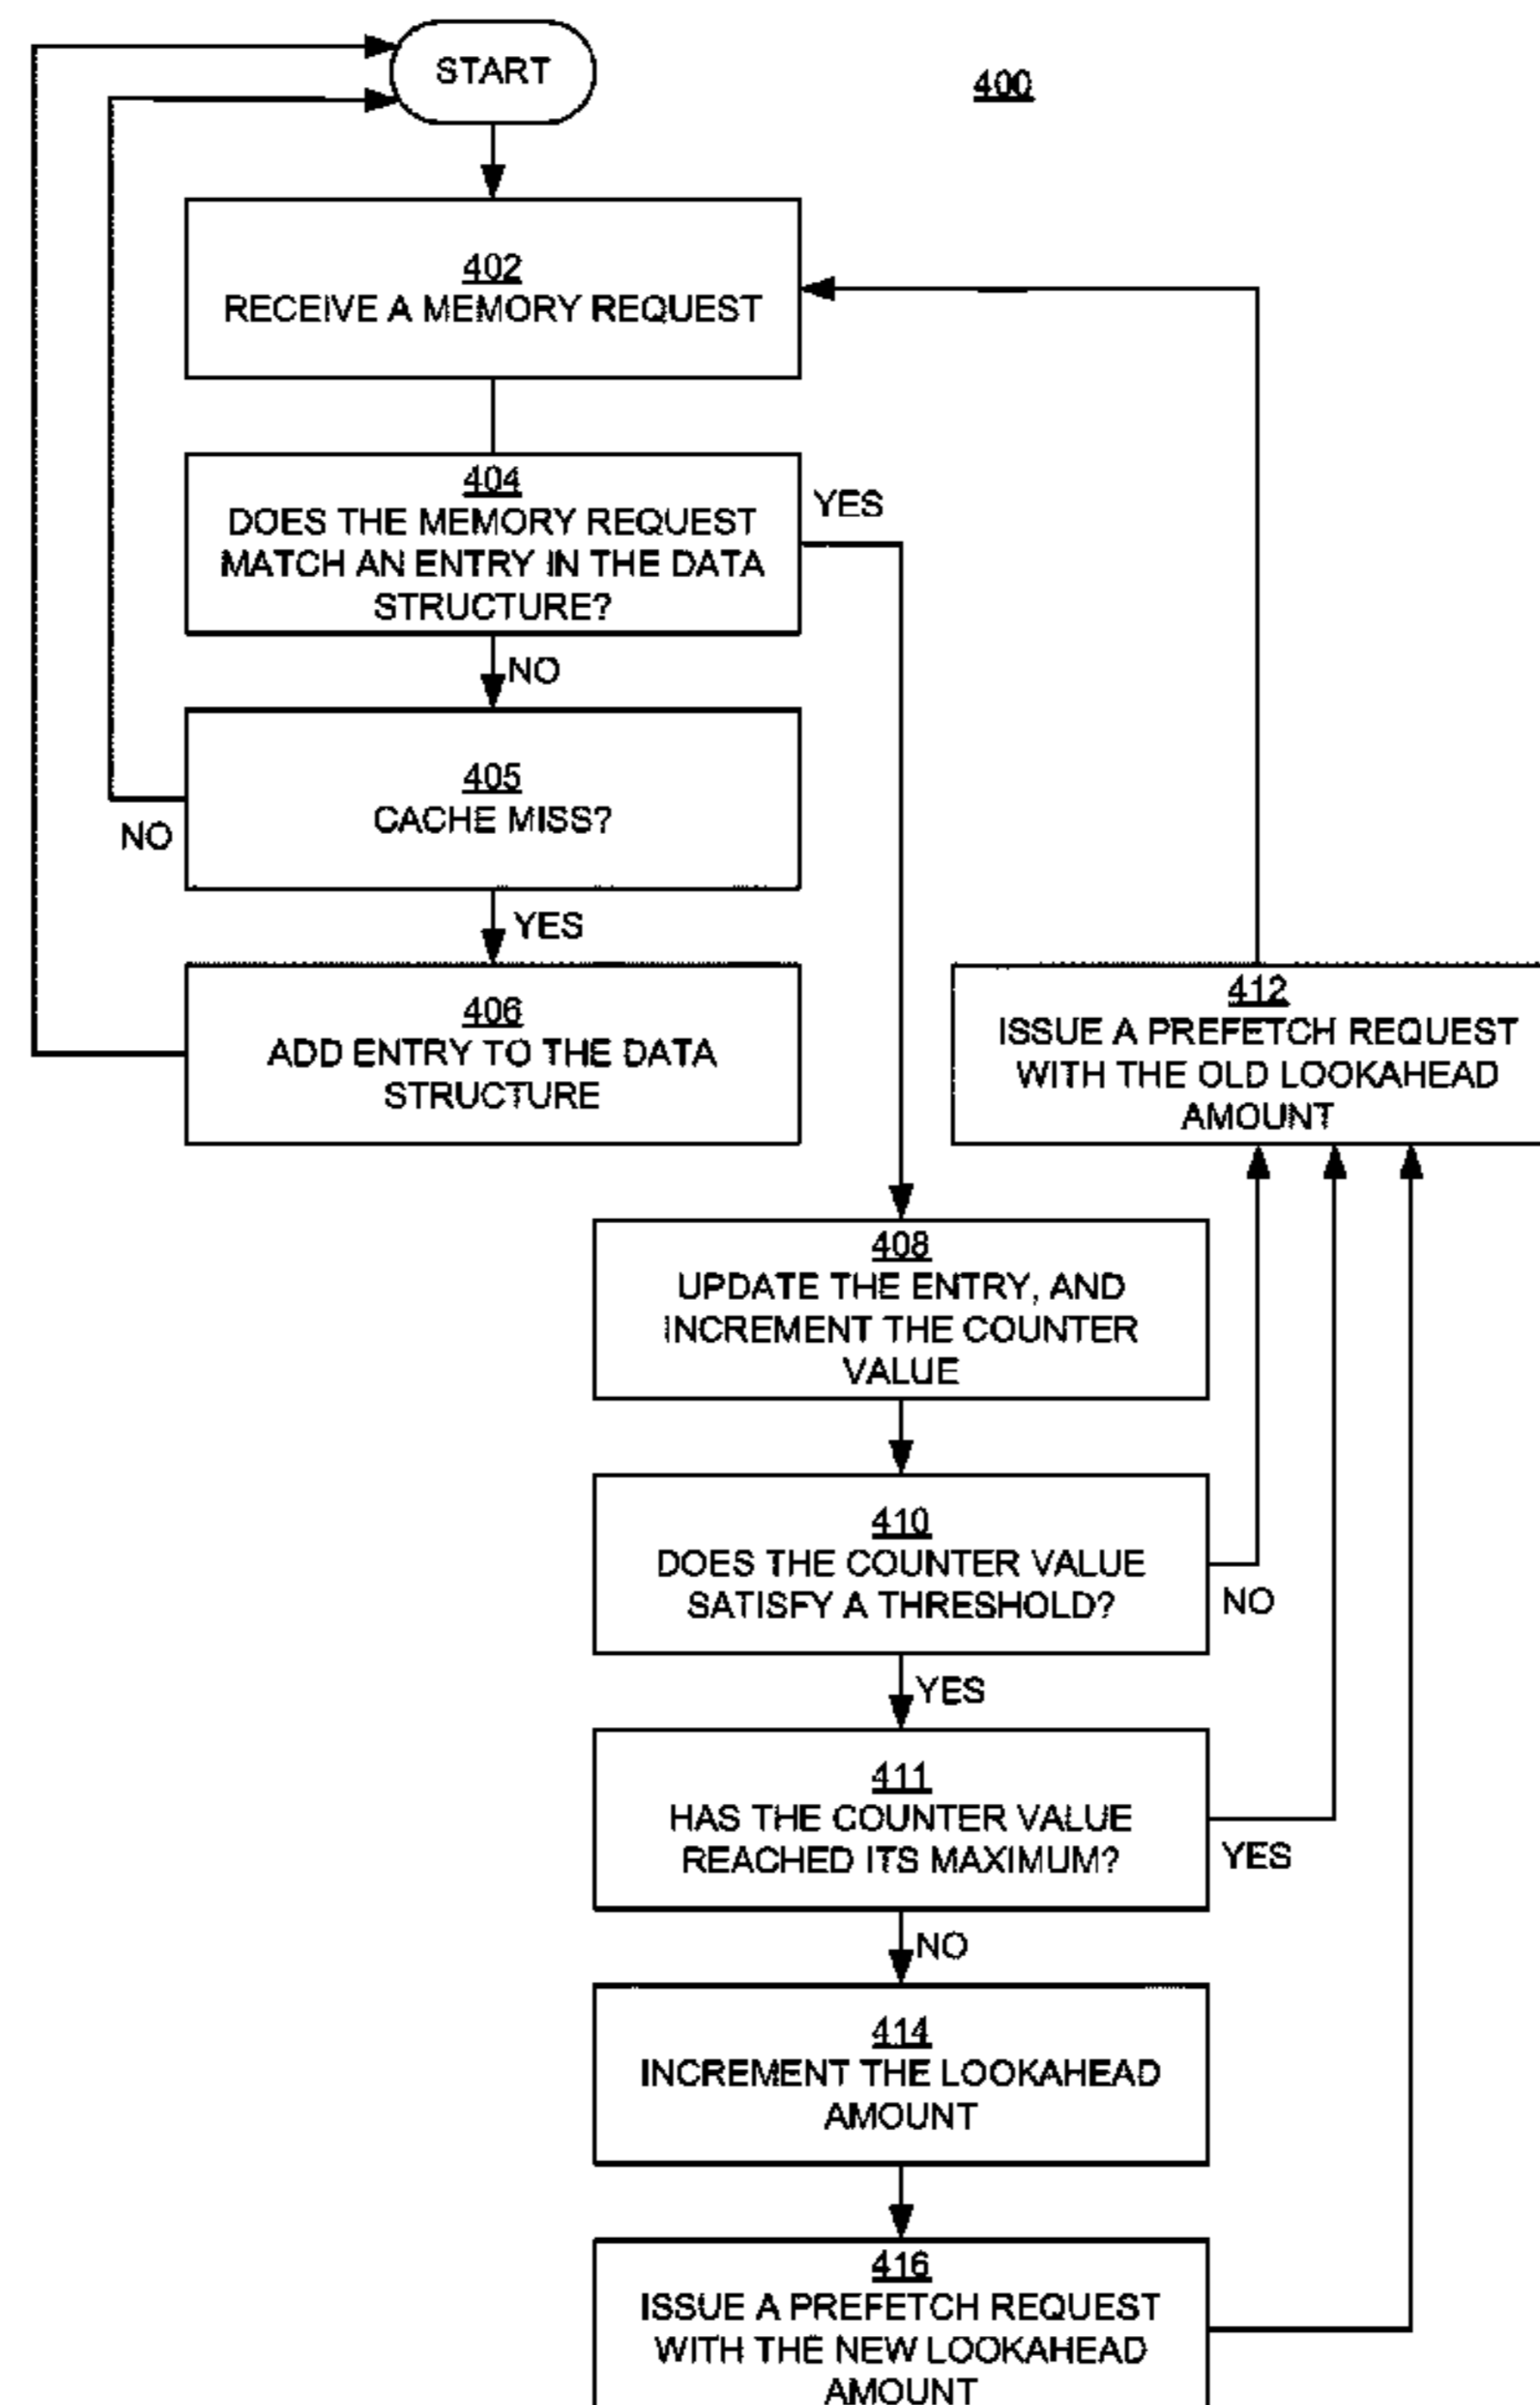 START
400
402
RECEIVE A MEMORY REQUEST
404
DOES THE MEMORY REQUEST
MATCH AN ENTRY IN THE DATA
STRUCTURE?
YES
NO
405
CACHE MISS?
NO
YES
406
ADD ENTRY TO THE DATA
STRUCTURE
412
ISSUE A PREFETCH REQUEST
WITH THE OLD LOOKAHEAD
AMOUNT
408
UPDATE THE ENTRY, AND
INCREMENT THE COUNTER
VALUE
410
DOES THE COUNTER VALUE
SATISFY A THRESHOLD?
NO
YES
411
HAS THE COUNTER VALUE
REACHED ITS MAXIMUM?
YES
NO
414
INCREMENT THE LOOKAHEAD
AMOUNT
416
ISSUE A PREFETCH REQUEST
WITH THE NEW LOOKAHEAD
AMOUNT